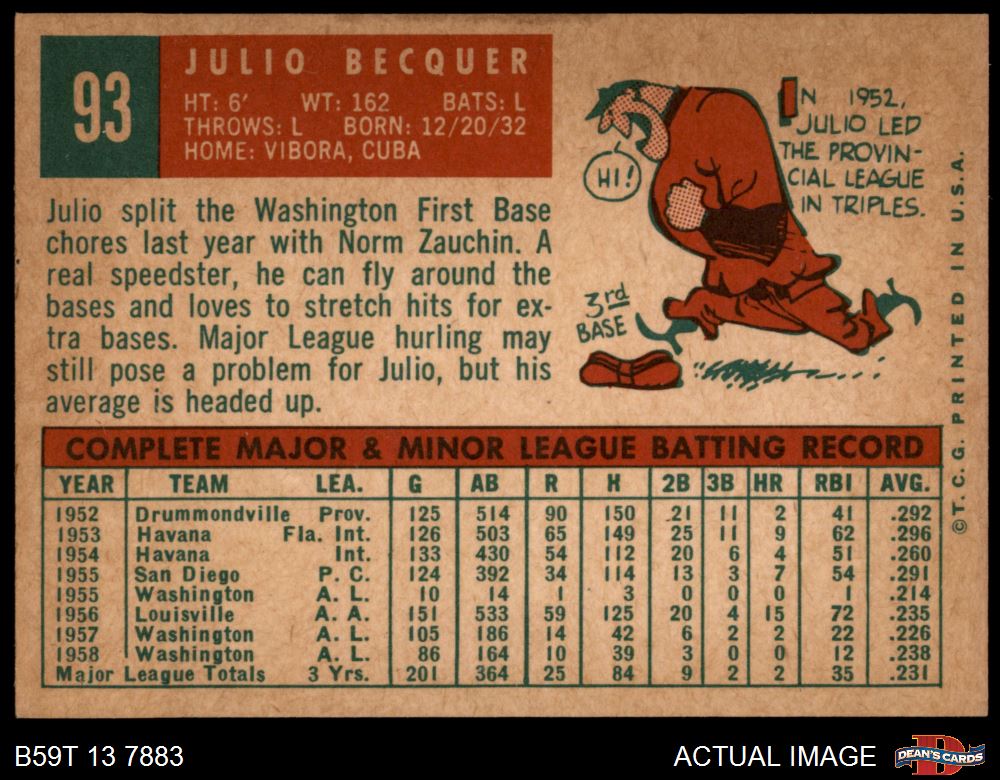 93
JULIO BECQUER
HT: 6' WT: 162 BATS: L
THROWS: L BORN: 12/20/32
HOME: VIBORA, CUBA
Julio split the Washington First Base
chores last year with Norm Zauchin. A
real speedster, he can fly around the
bases and loves to stretch hits for ex-
tra bases. Major League hurling may
still pose a problem for Julio, but his
average is headed up.
IN 1952,
JULIO LED
THE PROVIN-
CIAL LEAGUE
IN TRIPLES.
HI!
3rd
BASE
©T. C. G. PRINTED IN U.S.A.
COMPLETE MAJOR & MINOR LEAGUE BATTING RECORD
YEAR TEAM LEA. G AB R H 2B 3B HR RBI AVG.
1952 Drummondville Prov. 125 514 90 150 21 11 2 41 .292
1953 Havana Fla. Int. 126 503 65 149 25 11 9 62 .296
1954 Havana Int. 133 430 54 112 20 6 4 51 .260
1955 San Diego P. C. 124 392 34 114 13 3 7 54 .291
1955 Washington A. L. 10 14 1 3 0 0 0 1 .214
1956 Louisville A. A. 151 533 59 125 20 4 15 72 .235
1957 Washington A. L. 105 186 14 42 6 2 2 22 .226
1958 Washington A. L. 86 164 10 39 3 0 0 12 .238
Major League Totals 3 Yrs. 201 364 25 84 9 2 2 35 .231
B59T 13 7883
ACTUAL IMAGE
D
DEAN'S CARDS